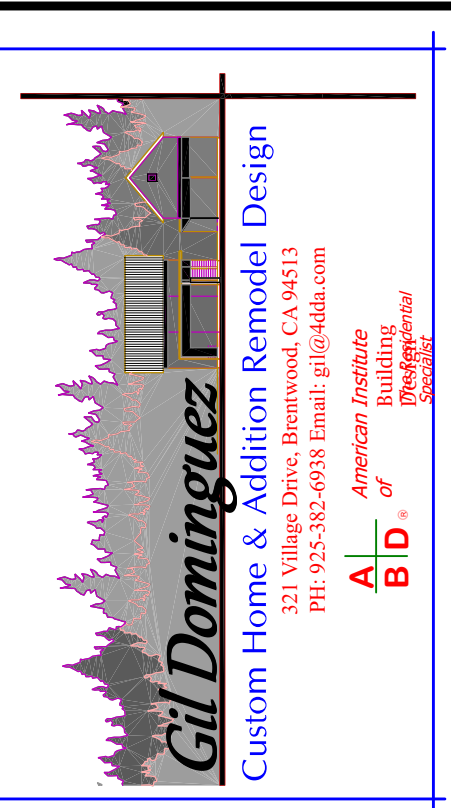 Gil Dominguez
Custom Home & Addition Remodel Design
321 Village Drive, Brentwood, CA 94513
PH: 925-382-6938 Email: gil@4dda.com
A
B D ®
American Institute
of
Building
Design
The Residential
Specialist